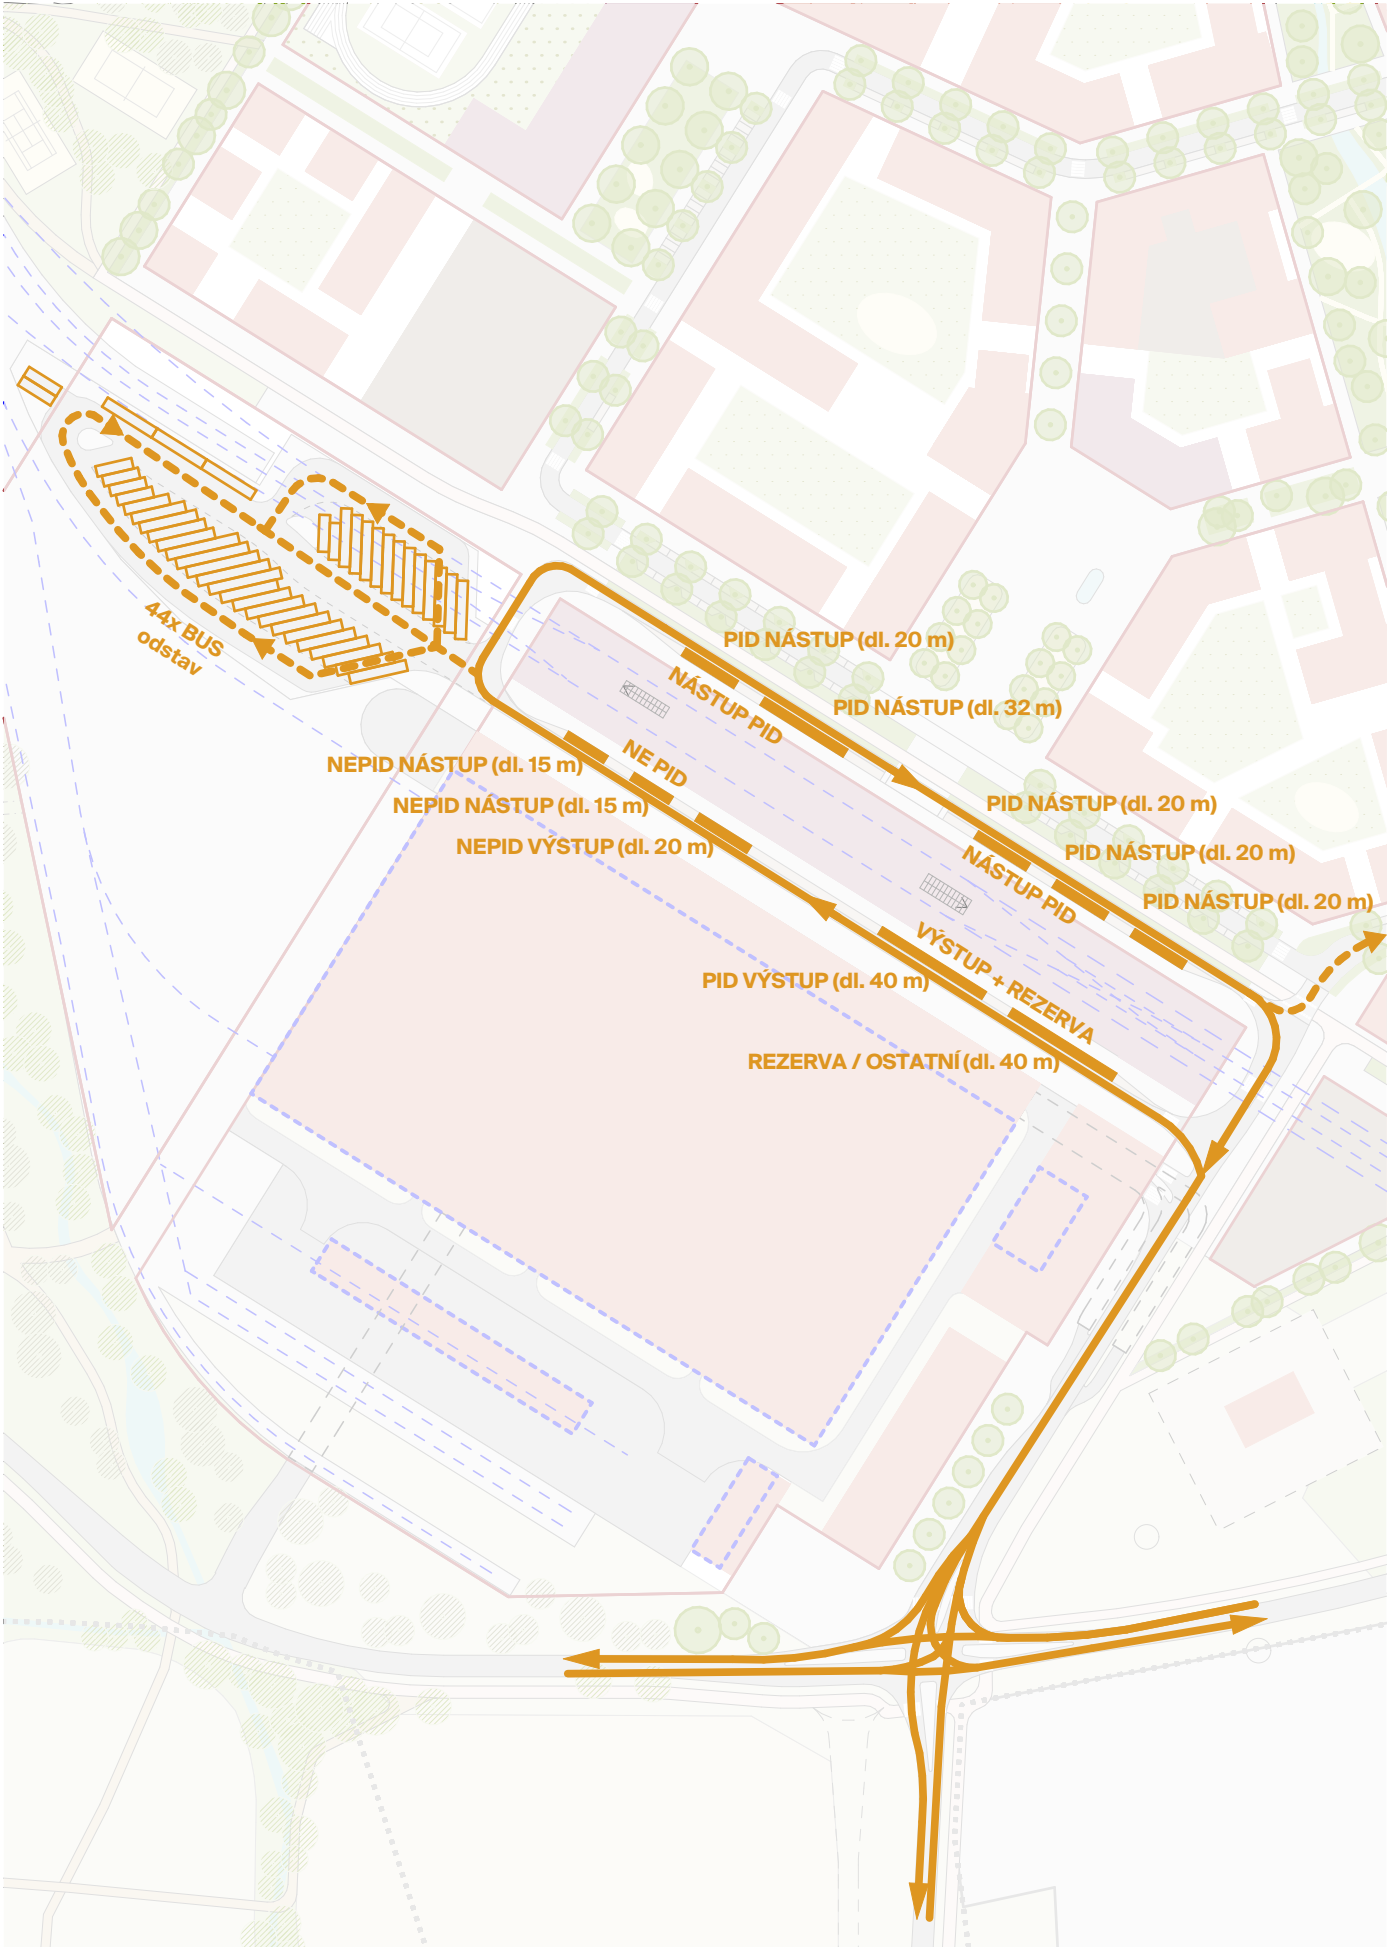 44x BUS
odstav
PID NÁSTUP (dl. 20 m)
NÁSTUP PID
PID NÁSTUP (dl. 32 m)
NE PID
NEPID NÁSTUP (dl. 15 m)
NEPID NÁSTUP (dl. 15 m)
NEPID VÝSTUP (dl. 20 m)
PID NÁSTUP (dl. 20 m)
NÁSTUP PID
PID NÁSTUP (dl. 20 m)
PID NÁSTUP (dl. 20 m)
VÝSTUP + REZERVA
PID VÝSTUP (dl. 40 m)
REZERVA / OSTATNÍ (dl. 40 m)